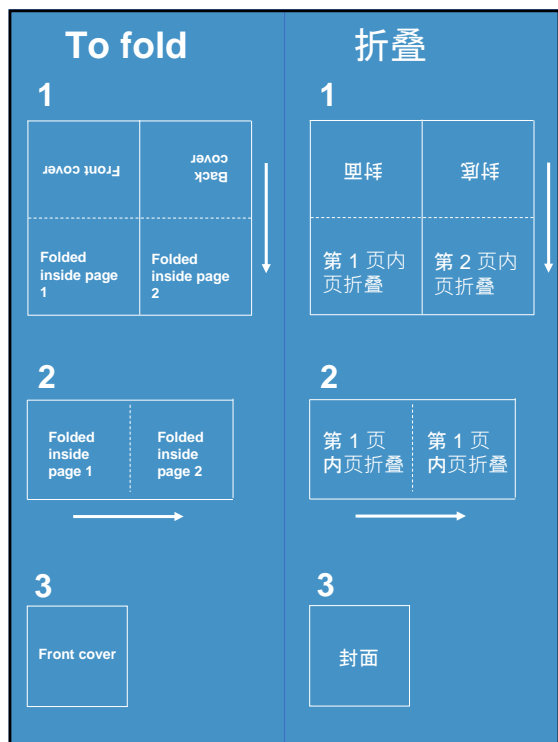 To fold
1
Front cover
Back
cover
Folded
inside page
1
Folded
inside page
2
2
Folded
inside
page 1
Folded
inside
page 2
3
Front cover
折叠
1
封面
封底
第 1 页内
页折叠
第 2 页内
页折叠
2
第 1 页
内页折叠
第 1 页
内页折叠
3
封面